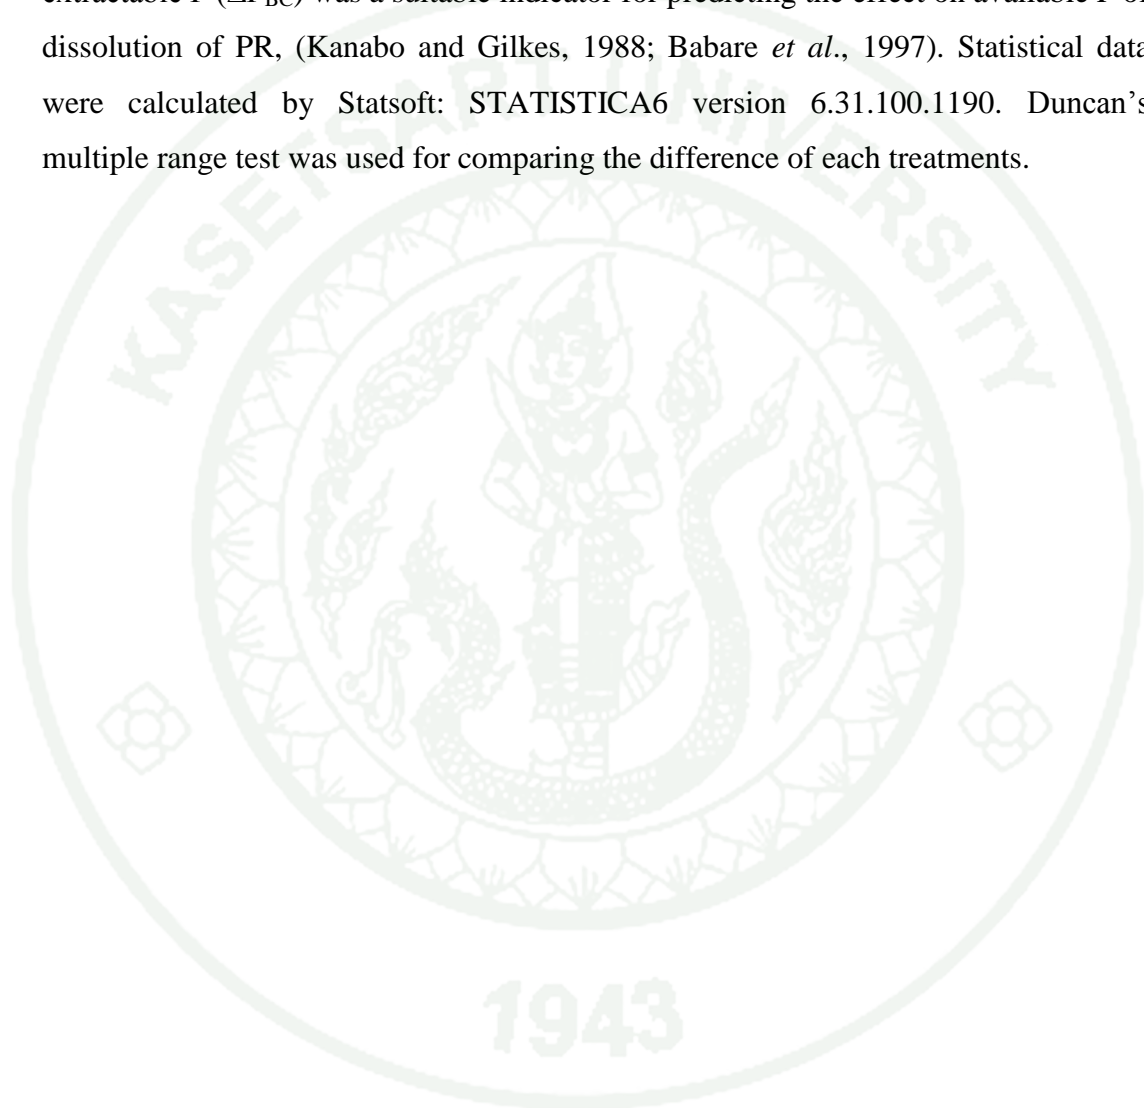 extractable P (ΔP_BC) was a suitable indicator for predicting the effect on available P of
dissolution of PR, (Kanabo and Gilkes, 1988; Babare et al., 1997). Statistical data
were calculated by Statsoft: STATISTICA6 version 6.31.100.1190. Duncan's
multiple range test was used for comparing the difference of each treatments.
KASETSART UNIVERSITY
1943